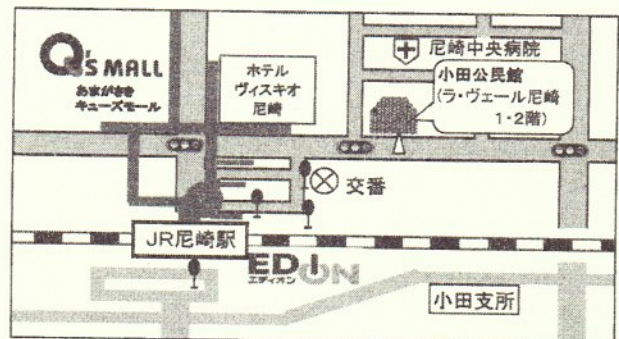 Q's MALL
あまがさき
キューズモール
ホテル
ヴィスキオ
尼崎
尼崎中央病院
小田公民館
(ラ・ヴェール尼崎
1・2階)
交番
JR尼崎駅
EDION
エディオン
小田支所